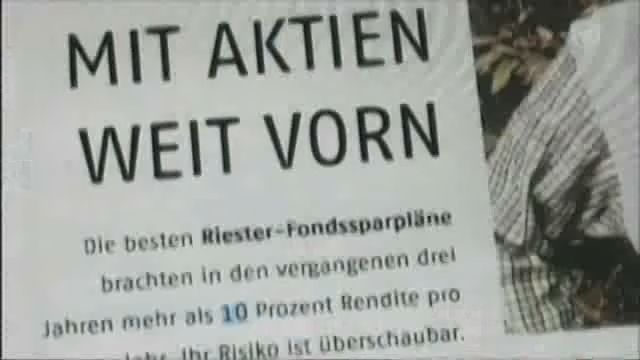 MIT AKTIEN
WEIT VORN
Die besten Riester-Fondssparpläne
brachten in den vergangenen drei
Jahren mehr als 10 Prozent Rendite pro
Jahr. Ihr Risiko ist überschaubar.